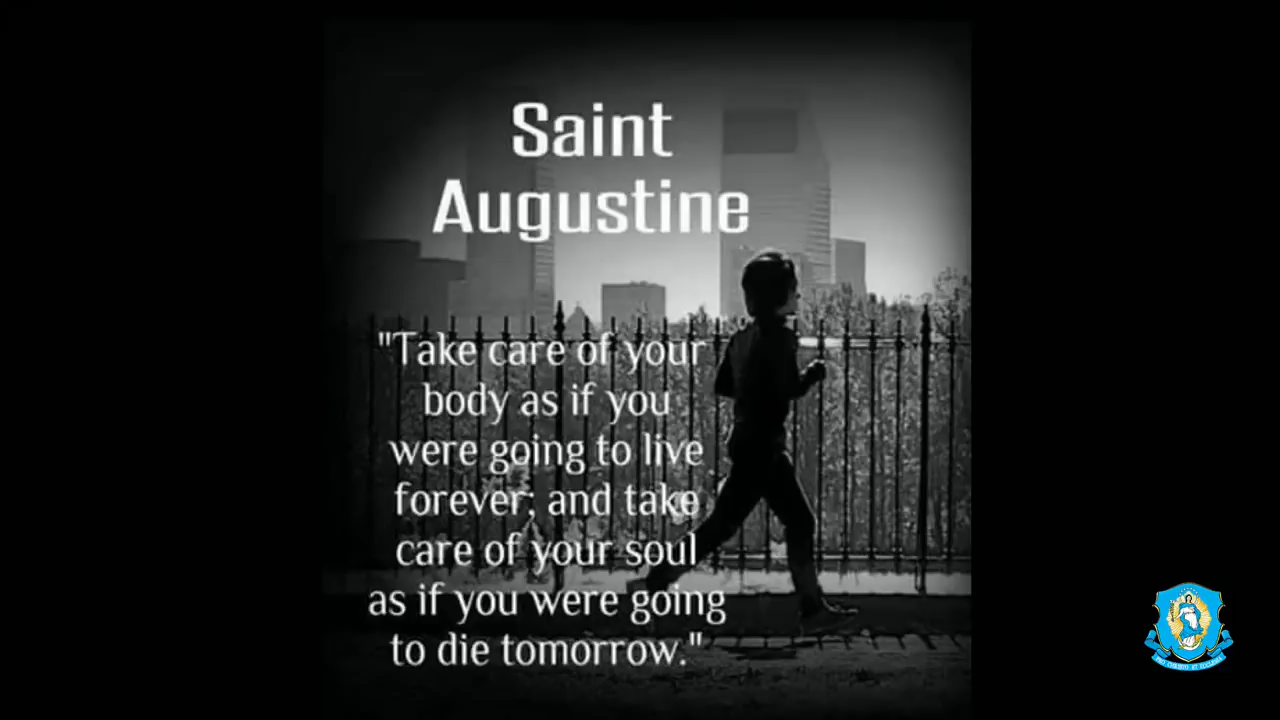 Saint
Augustine
"Take care of your
body as if you
were going to live
forever; and take
care of your soul
as if you were going
to die tomorrow."